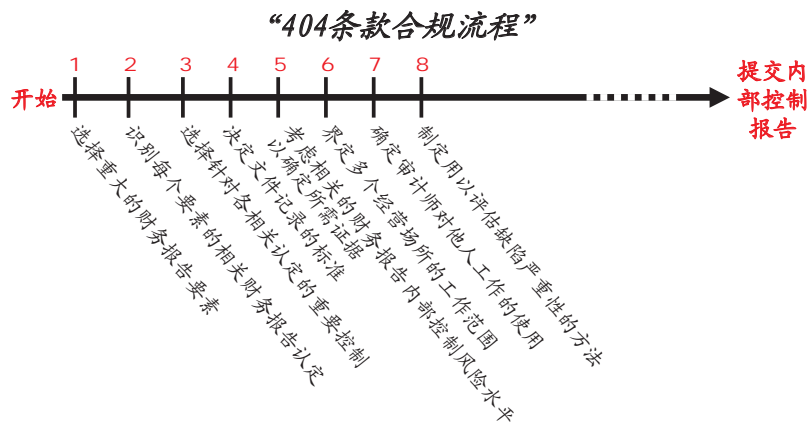 “404条款合规流程”
1 2 3 4 5 6 7 8
开始
提交内
部控制
报告
选择重大的财务报告要素
识别每个要素的相关财务报告认定
选择针对各相关认定的重要控制
决定文件记录的标准
考虑相关的财务报告内部控制风险水平
以确定所需证据
界定多个经营场所的工作范围
确定审计师对他人工作的使用
制定用以评估缺陷严重性的方法